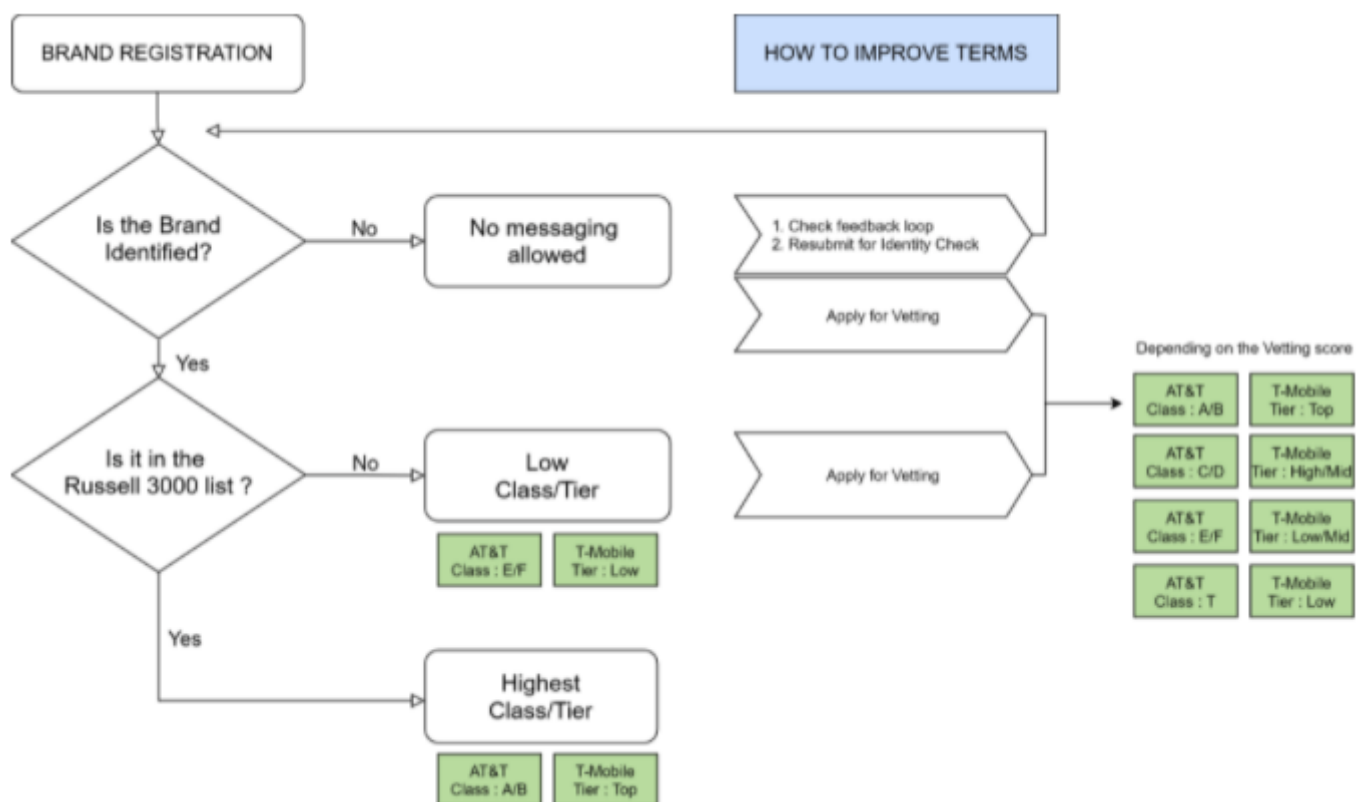 BRAND REGISTRATION
HOW TO IMPROVE TERMS
Is the Brand
Identified?
No
No messaging
allowed
1. Check feedback loop
2. Resubmit for Identity Check
Apply for Vetting
Yes
Depending on the Vetting score
AT&T
Class : A/B
T-Mobile
Tier : Top
AT&T
Class : C/D
T-Mobile
Tier : High/Mid
AT&T
Class : E/F
T-Mobile
Tier : Low/Mid
AT&T
Class : T
T-Mobile
Tier : Low
Is it in the
Russell 3000 list ?
No
Low
Class/Tier
Apply for Vetting
AT&T
Class : E/F
T-Mobile
Tier : Low
Yes
Highest
Class/Tier
AT&T
Class : A/B
T-Mobile
Tier : Top